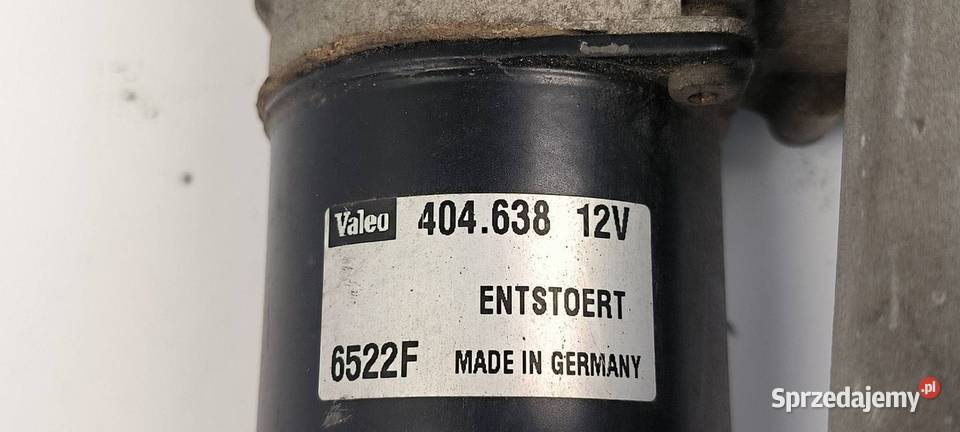 Valeo 404.638 12V
ENTSTOERT
6522F MADE IN GERMANY
Sprzedajemy.pl